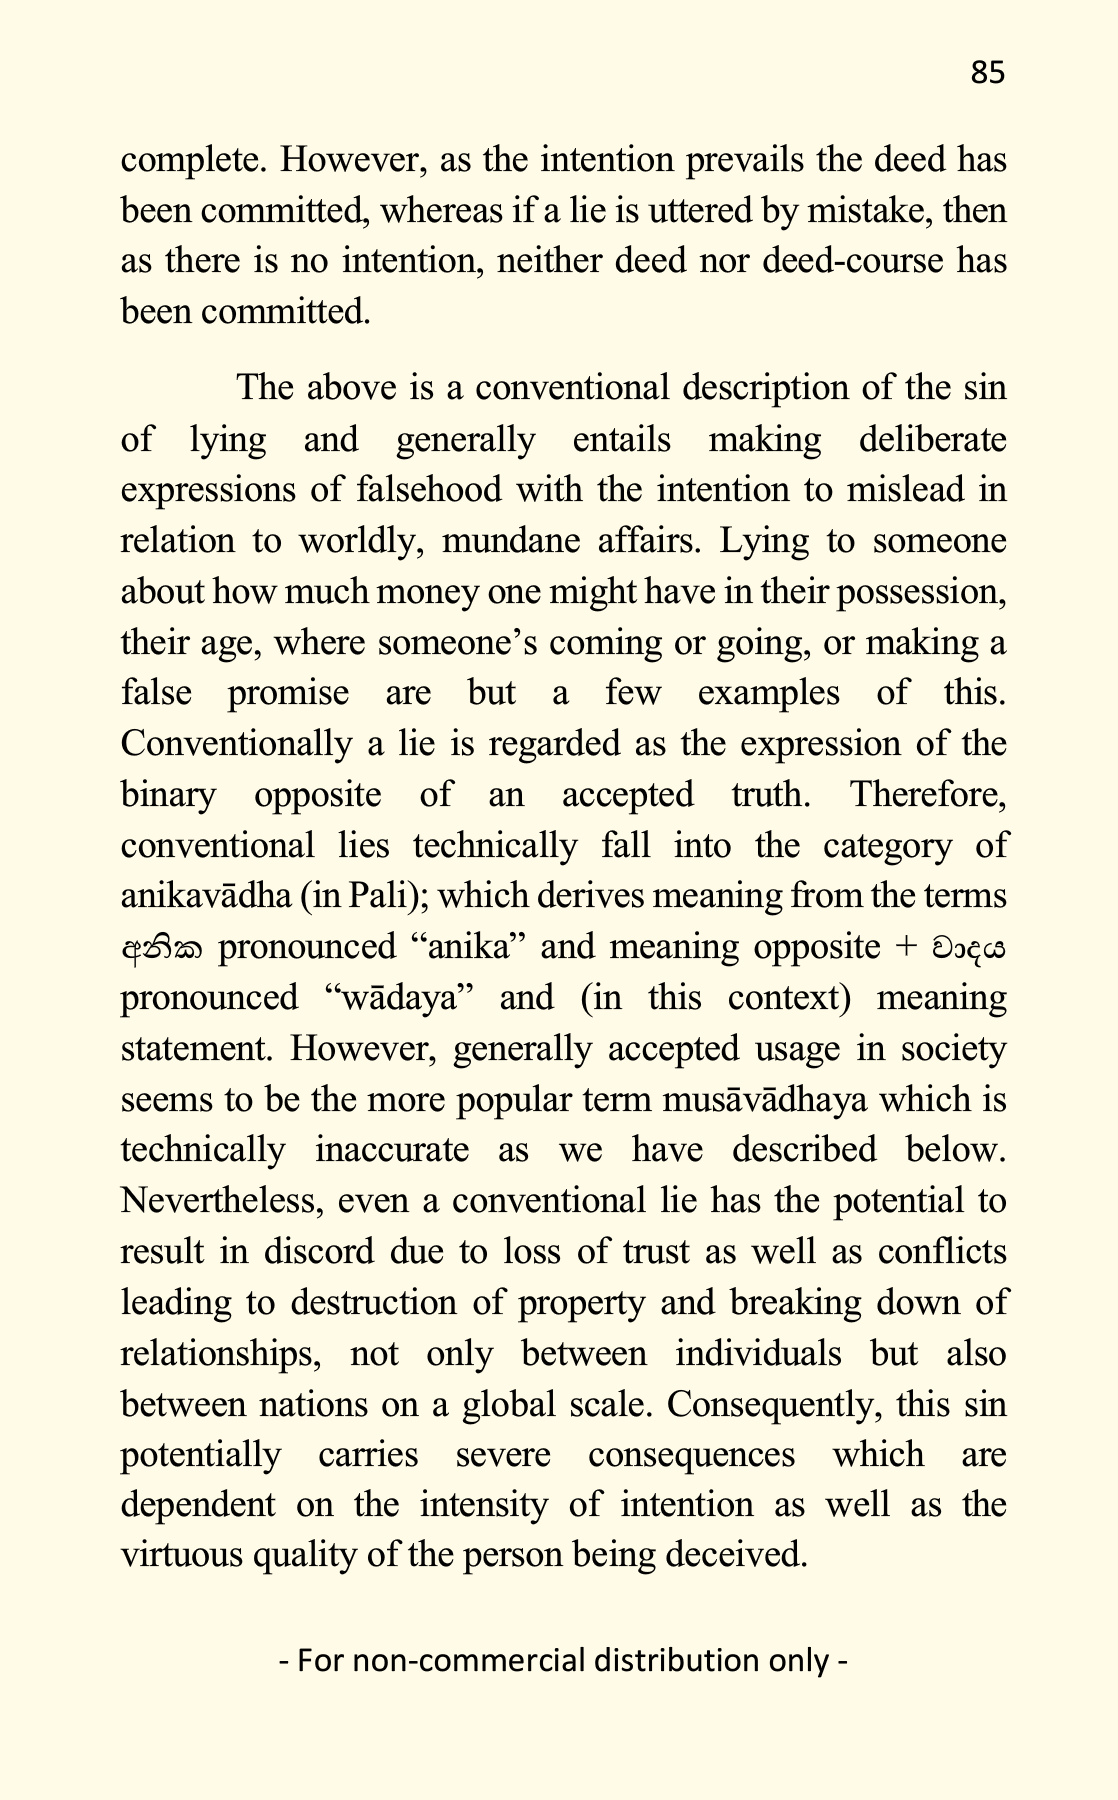 85
complete. However, as the intention prevails the deed has
been committed, whereas if a lie is uttered by mistake, then
as there is no intention, neither deed nor deed-course has
been committed.
The above is a conventional description of the sin
of lying and generally entails making deliberate
expressions of falsehood with the intention to mislead in
relation to worldly, mundane affairs. Lying to someone
about how much money one might have in their possession,
their age, where someone’s coming or going, or making a
false promise are but a few examples of this.
Conventionally a lie is regarded as the expression of the
binary opposite of an accepted truth. Therefore,
conventional lies technically fall into the category of
anikavādha (in Pali); which derives meaning from the terms
අනික pronounced “anika” and meaning opposite + වාදය
pronounced “wādaya” and (in this context) meaning
statement. However, generally accepted usage in society
seems to be the more popular term musāvādhaya which is
technically inaccurate as we have described below.
Nevertheless, even a conventional lie has the potential to
result in discord due to loss of trust as well as conflicts
leading to destruction of property and breaking down of
relationships, not only between individuals but also
between nations on a global scale. Consequently, this sin
potentially carries severe consequences which are
dependent on the intensity of intention as well as the
virtuous quality of the person being deceived.
- For non-commercial distribution only -